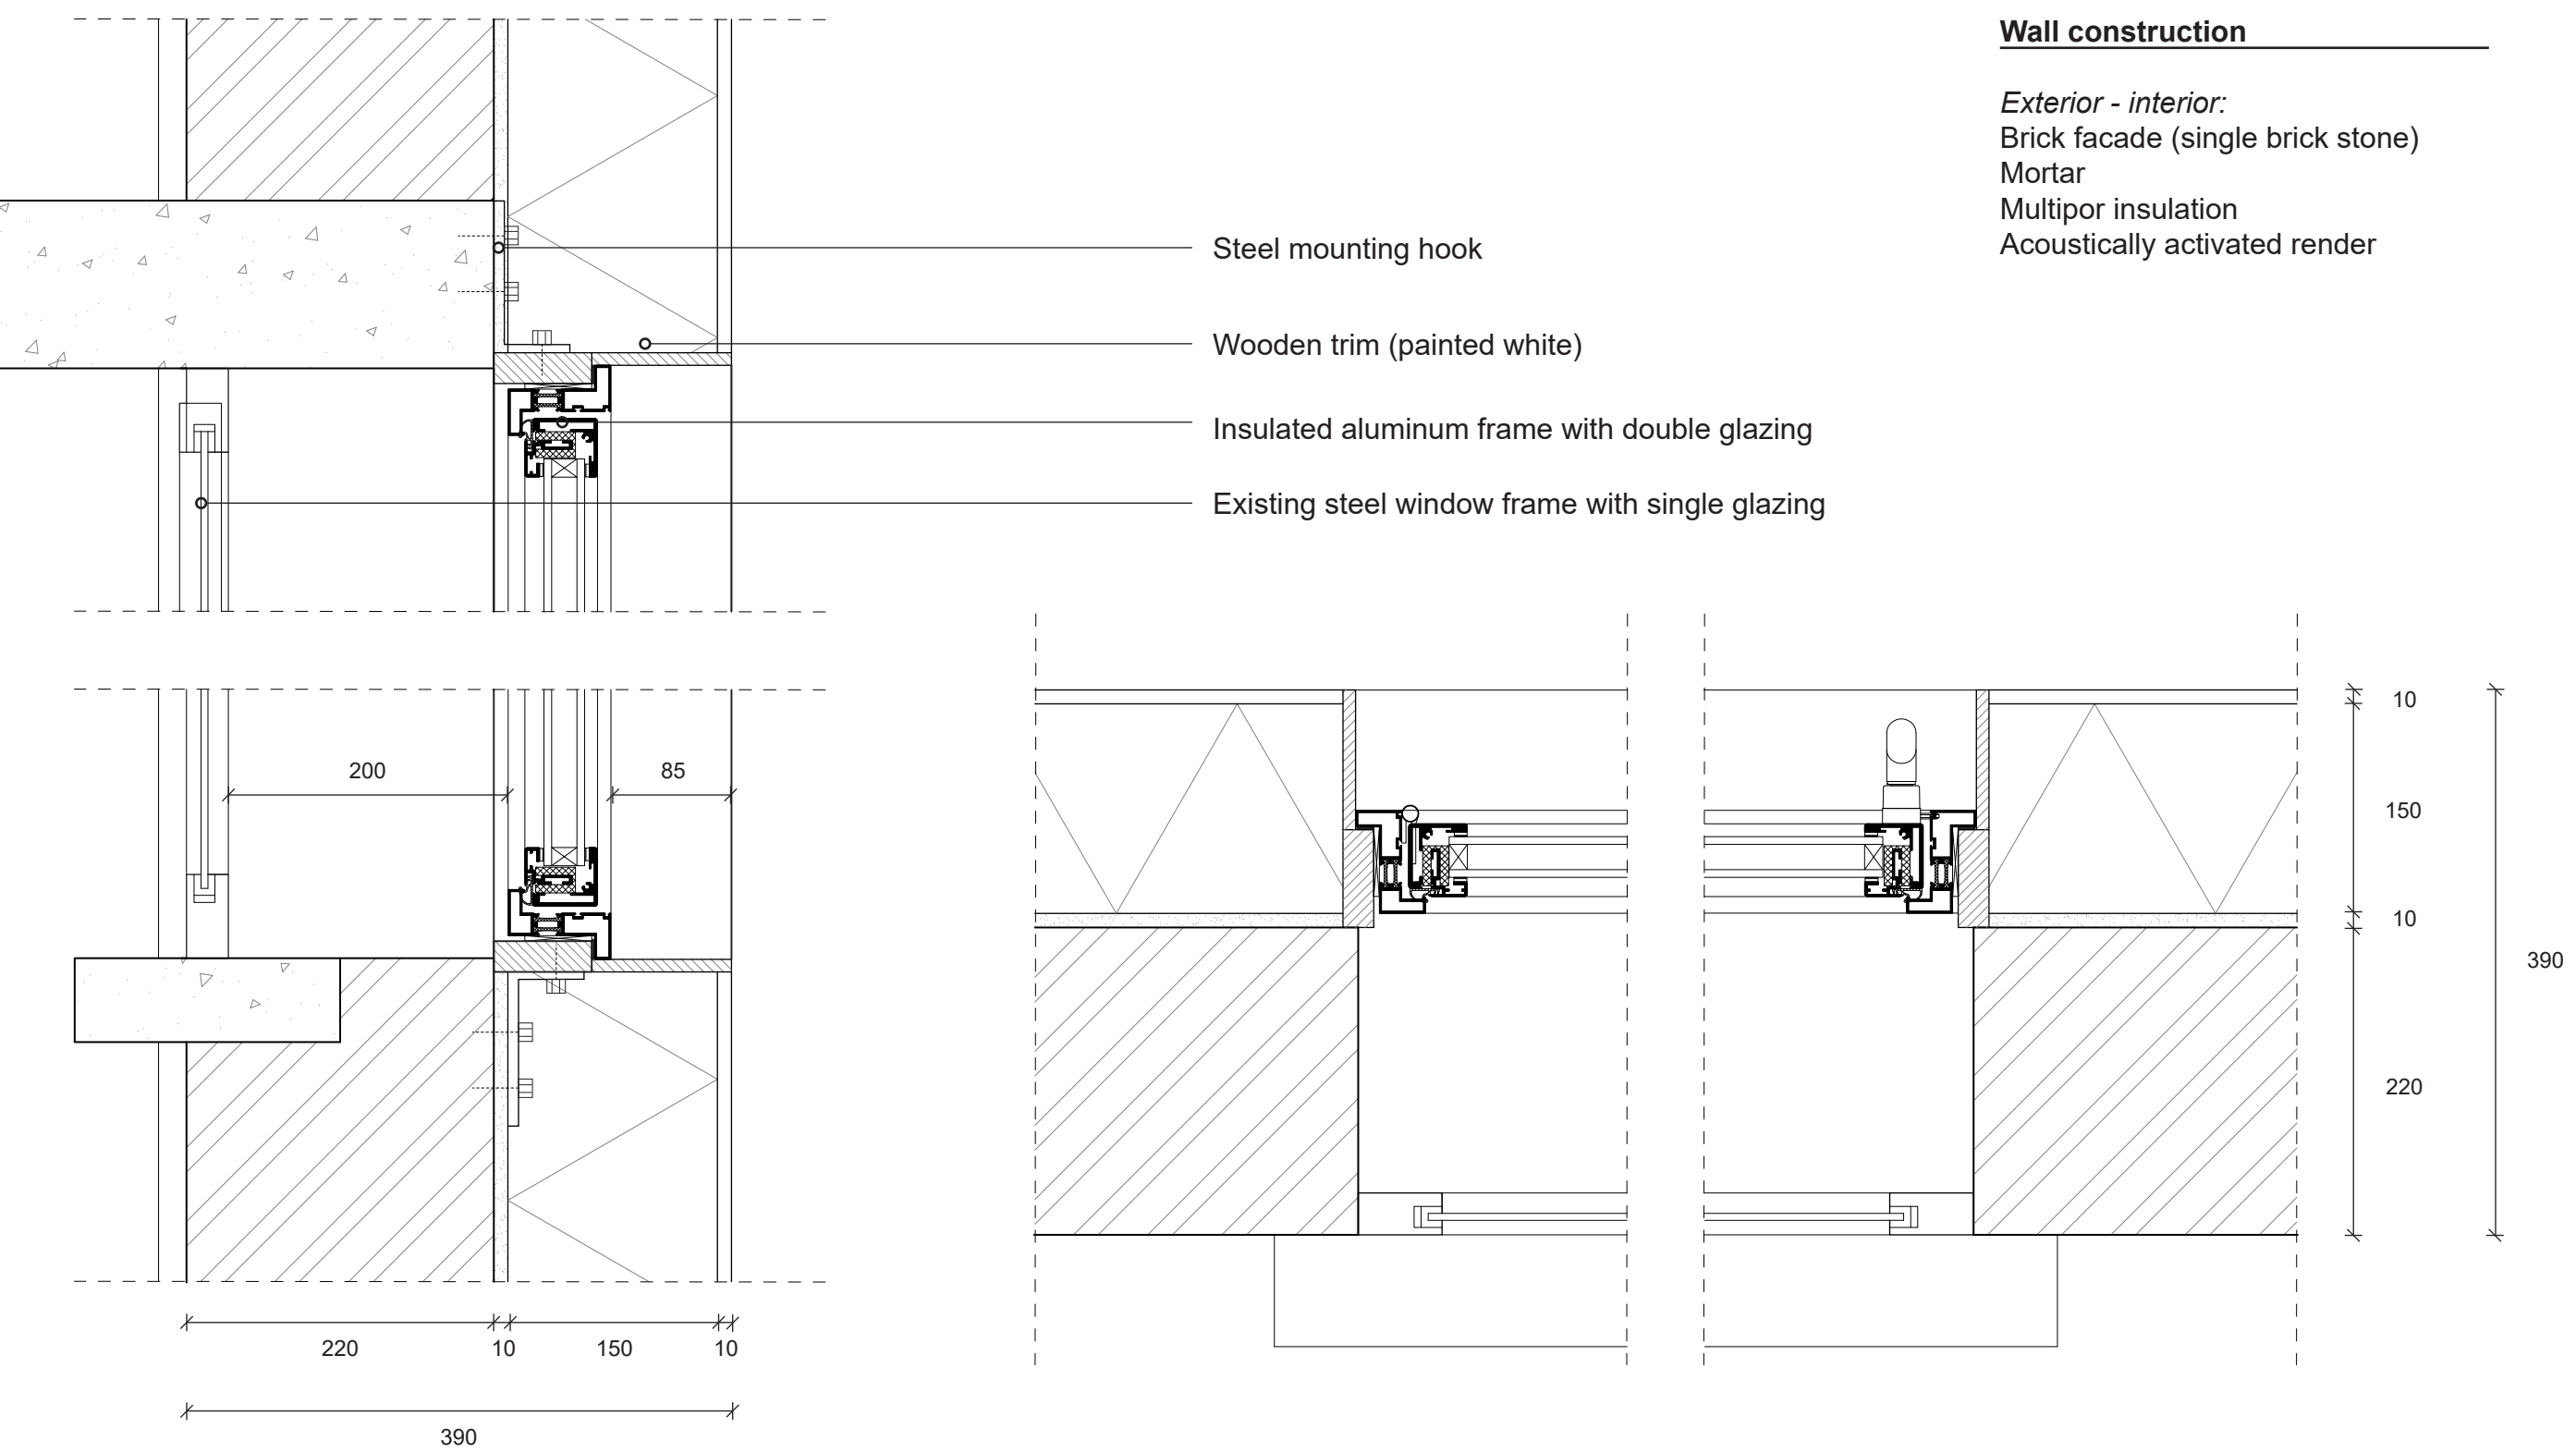 Wall construction
Exterior - interior:
Brick facade (single brick stone)
Mortar
Multipor insulation
Acoustically activated render
Steel mounting hook
Wooden trim (painted white)
Insulated aluminum frame with double glazing
Existing steel window frame with single glazing
200
85
10
150
10
390
220
220
10
150
10
390